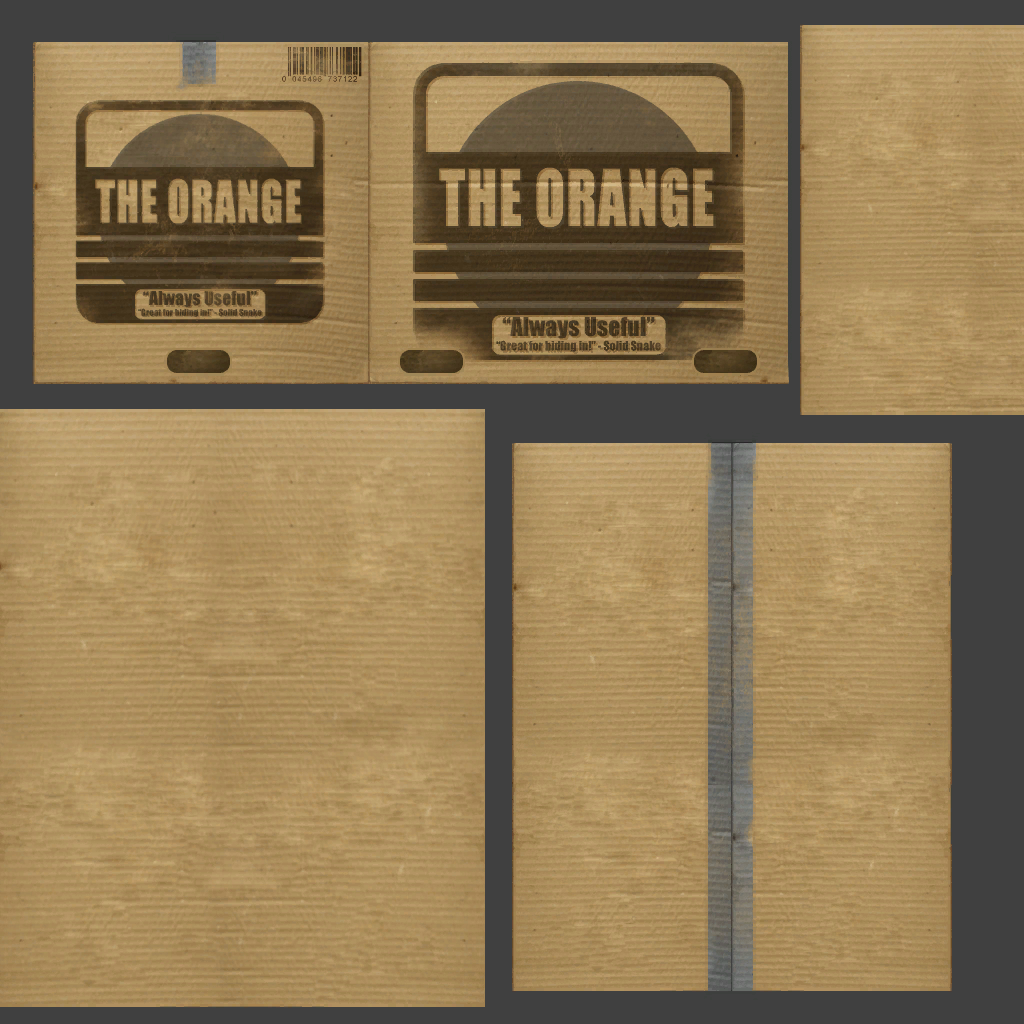 0 045496 737122
THE ORANGE
"Always Useful"
"Great for hiding in!" - Solid Snake
THE ORANGE
"Always Useful"
"Great for hiding in!" - Solid Snake